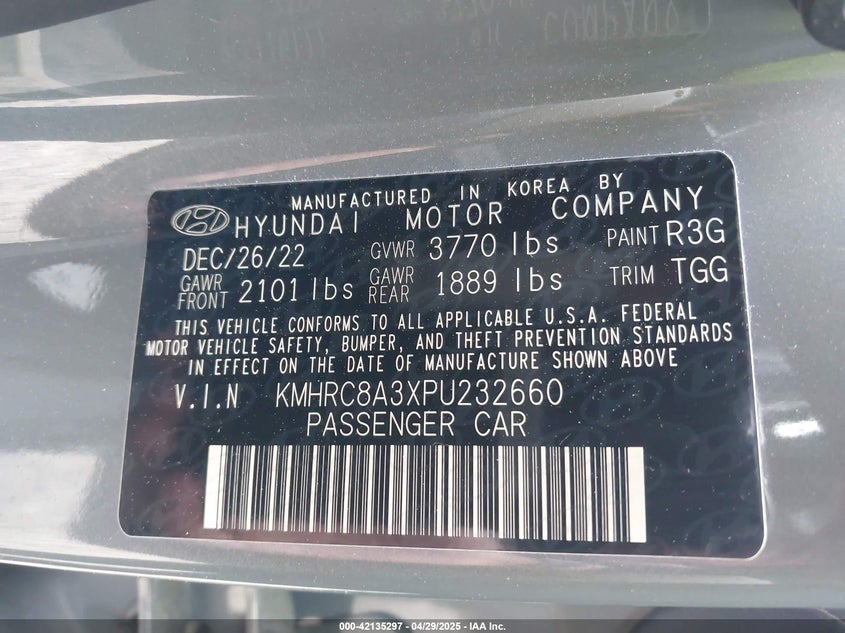 MANUFACTURED IN KOREA BY
HYUNDAI MOTOR COMPANY
DEC/26/22 GVWR 3770 lbs PAINT R3G
GAWR FRONT 2101 lbs GAWR REAR 1889 lbs TRIM TGG
THIS VEHICLE CONFORMS TO ALL APPLICABLE U.S.A. FEDERAL
MOTOR VEHICLE SAFETY, BUMPER, AND THEFT PREVENTION STANDARDS
IN EFFECT ON THE DATE OF MANUFACTURE SHOWN ABOVE
V.I.N KMHRC8A3XPU232660
PASSENGER CAR
000-42135297 - 04/29/2025 - IAA Inc.